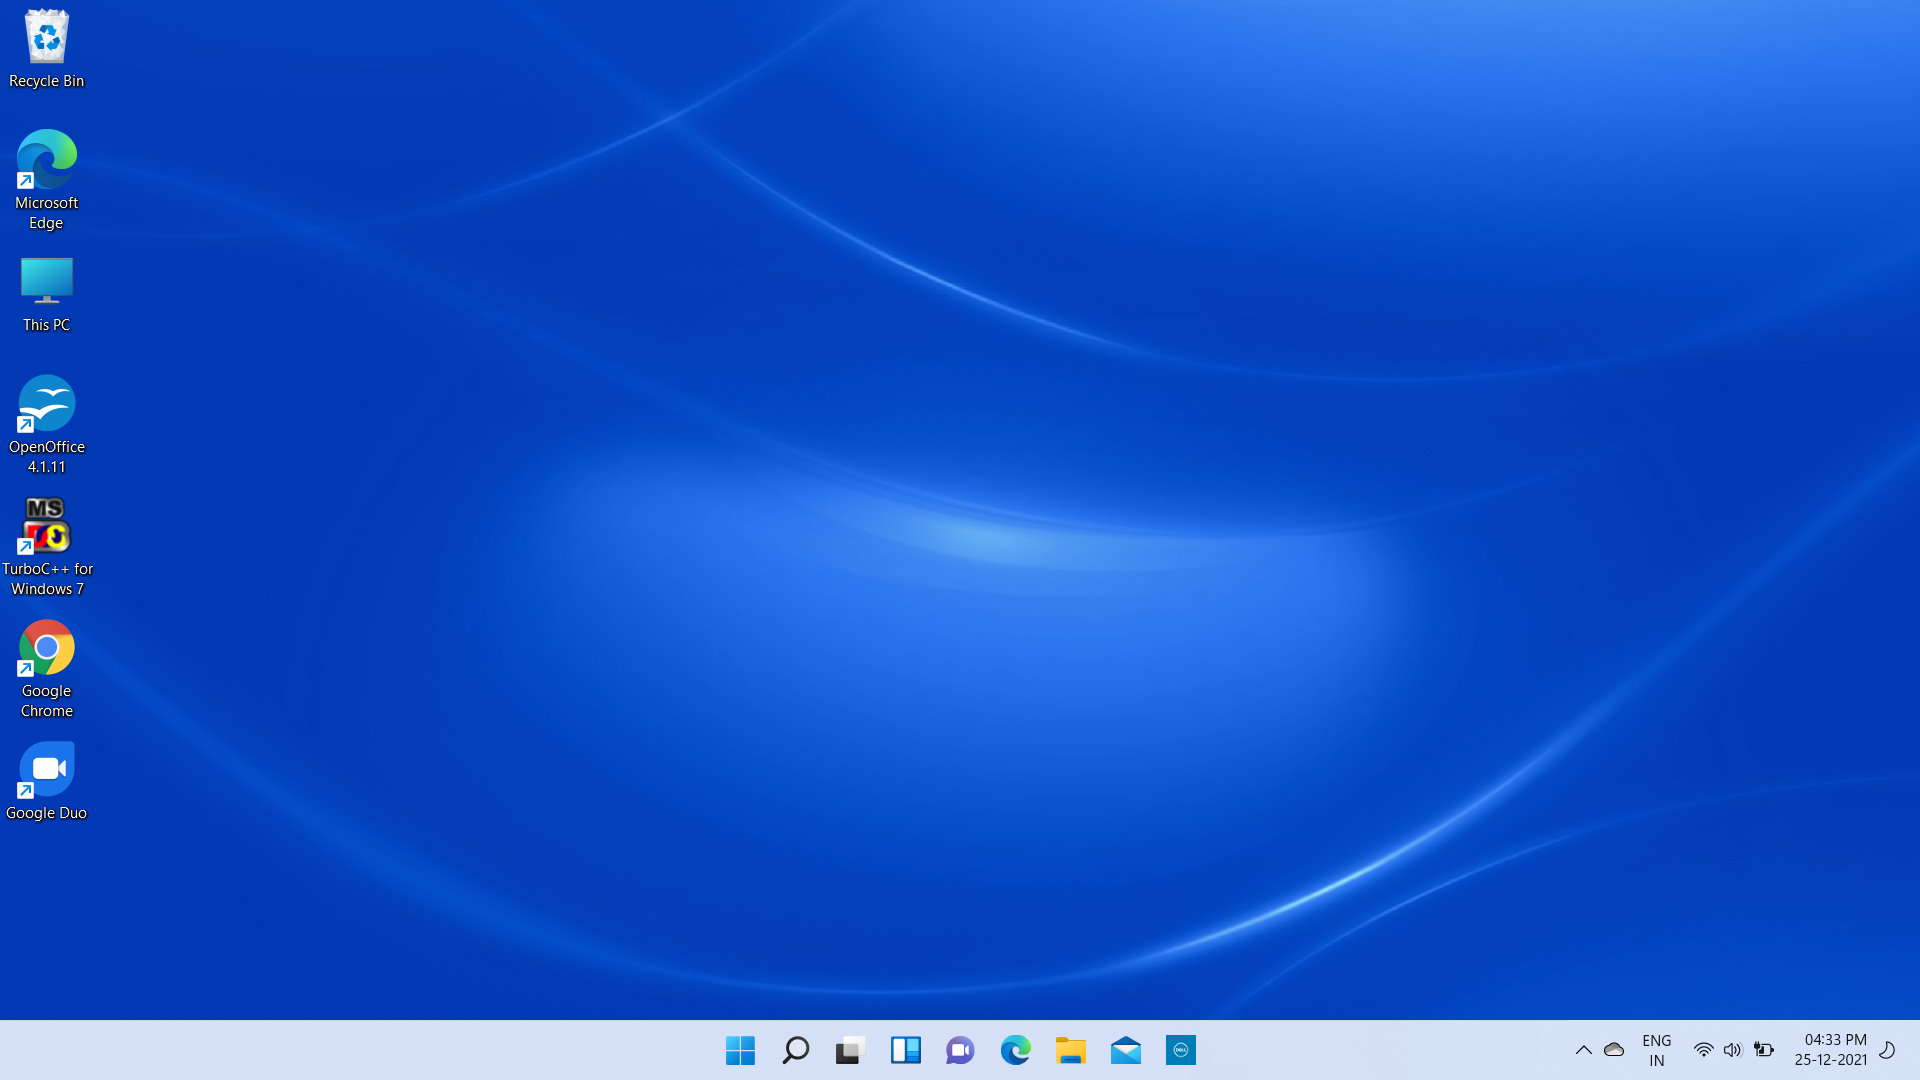 Recycle Bin
Microsoft
Edge
This PC
OpenOffice
4.1.11
MS
TurboC++ for
Windows 7
Google
Chrome
Google Duo
DELL
ENG
IN
04:33 PM
25-12-2021